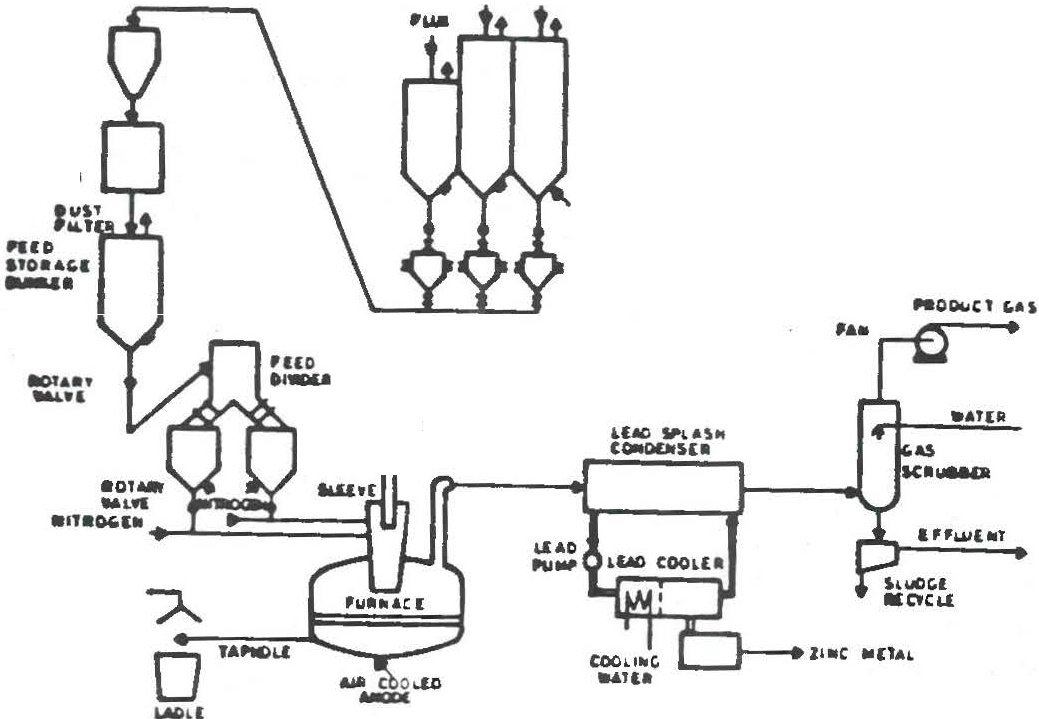 FLUX
DUST
FILTER
FEED
STORAGE
BUNKER
ROTARY
VALVE
FEED
DIVIDER
ROTARY
VALVE
NITROGEN
NITROGEN
SLEEVE
FURNACE
TAPHOLE
LADLE
AIR COOLED
ANODE
LEAD SPLASH
CONDENSER
LEAD
PUMP
LEAD COOLER
COOLING
WATER
ZINC METAL
FAN
PRODUCT GAS
WATER
GAS
SCRUBBER
EFFLUENT
SLUDGE
RECYCLE